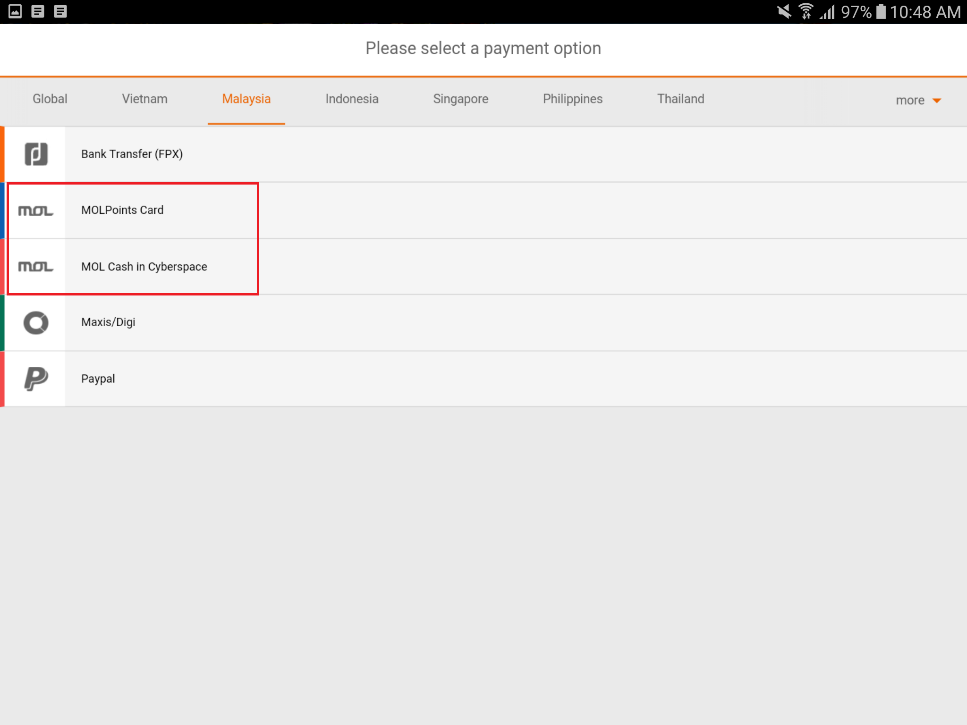 97% 10:48 AM
Please select a payment option
Global Vietnam Malaysia Indonesia Singapore Philippines Thailand more
Bank Transfer (FPX)
mol MOLPoints Card
mol MOL Cash in Cyberspace
Maxis/Digi
Paypal